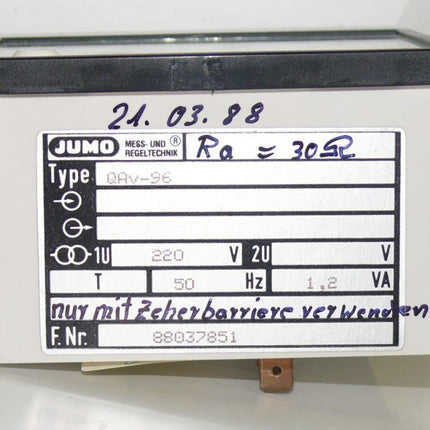 21.03.88
JUMO MESS- UND REGELTECHNIK ® Ra = 30Ω
Type QAv-96
1U 220 V 2U V
T 50 Hz 1,2 VA
nur mit Zeherbarriere verwenden
F.Nr. 88037851